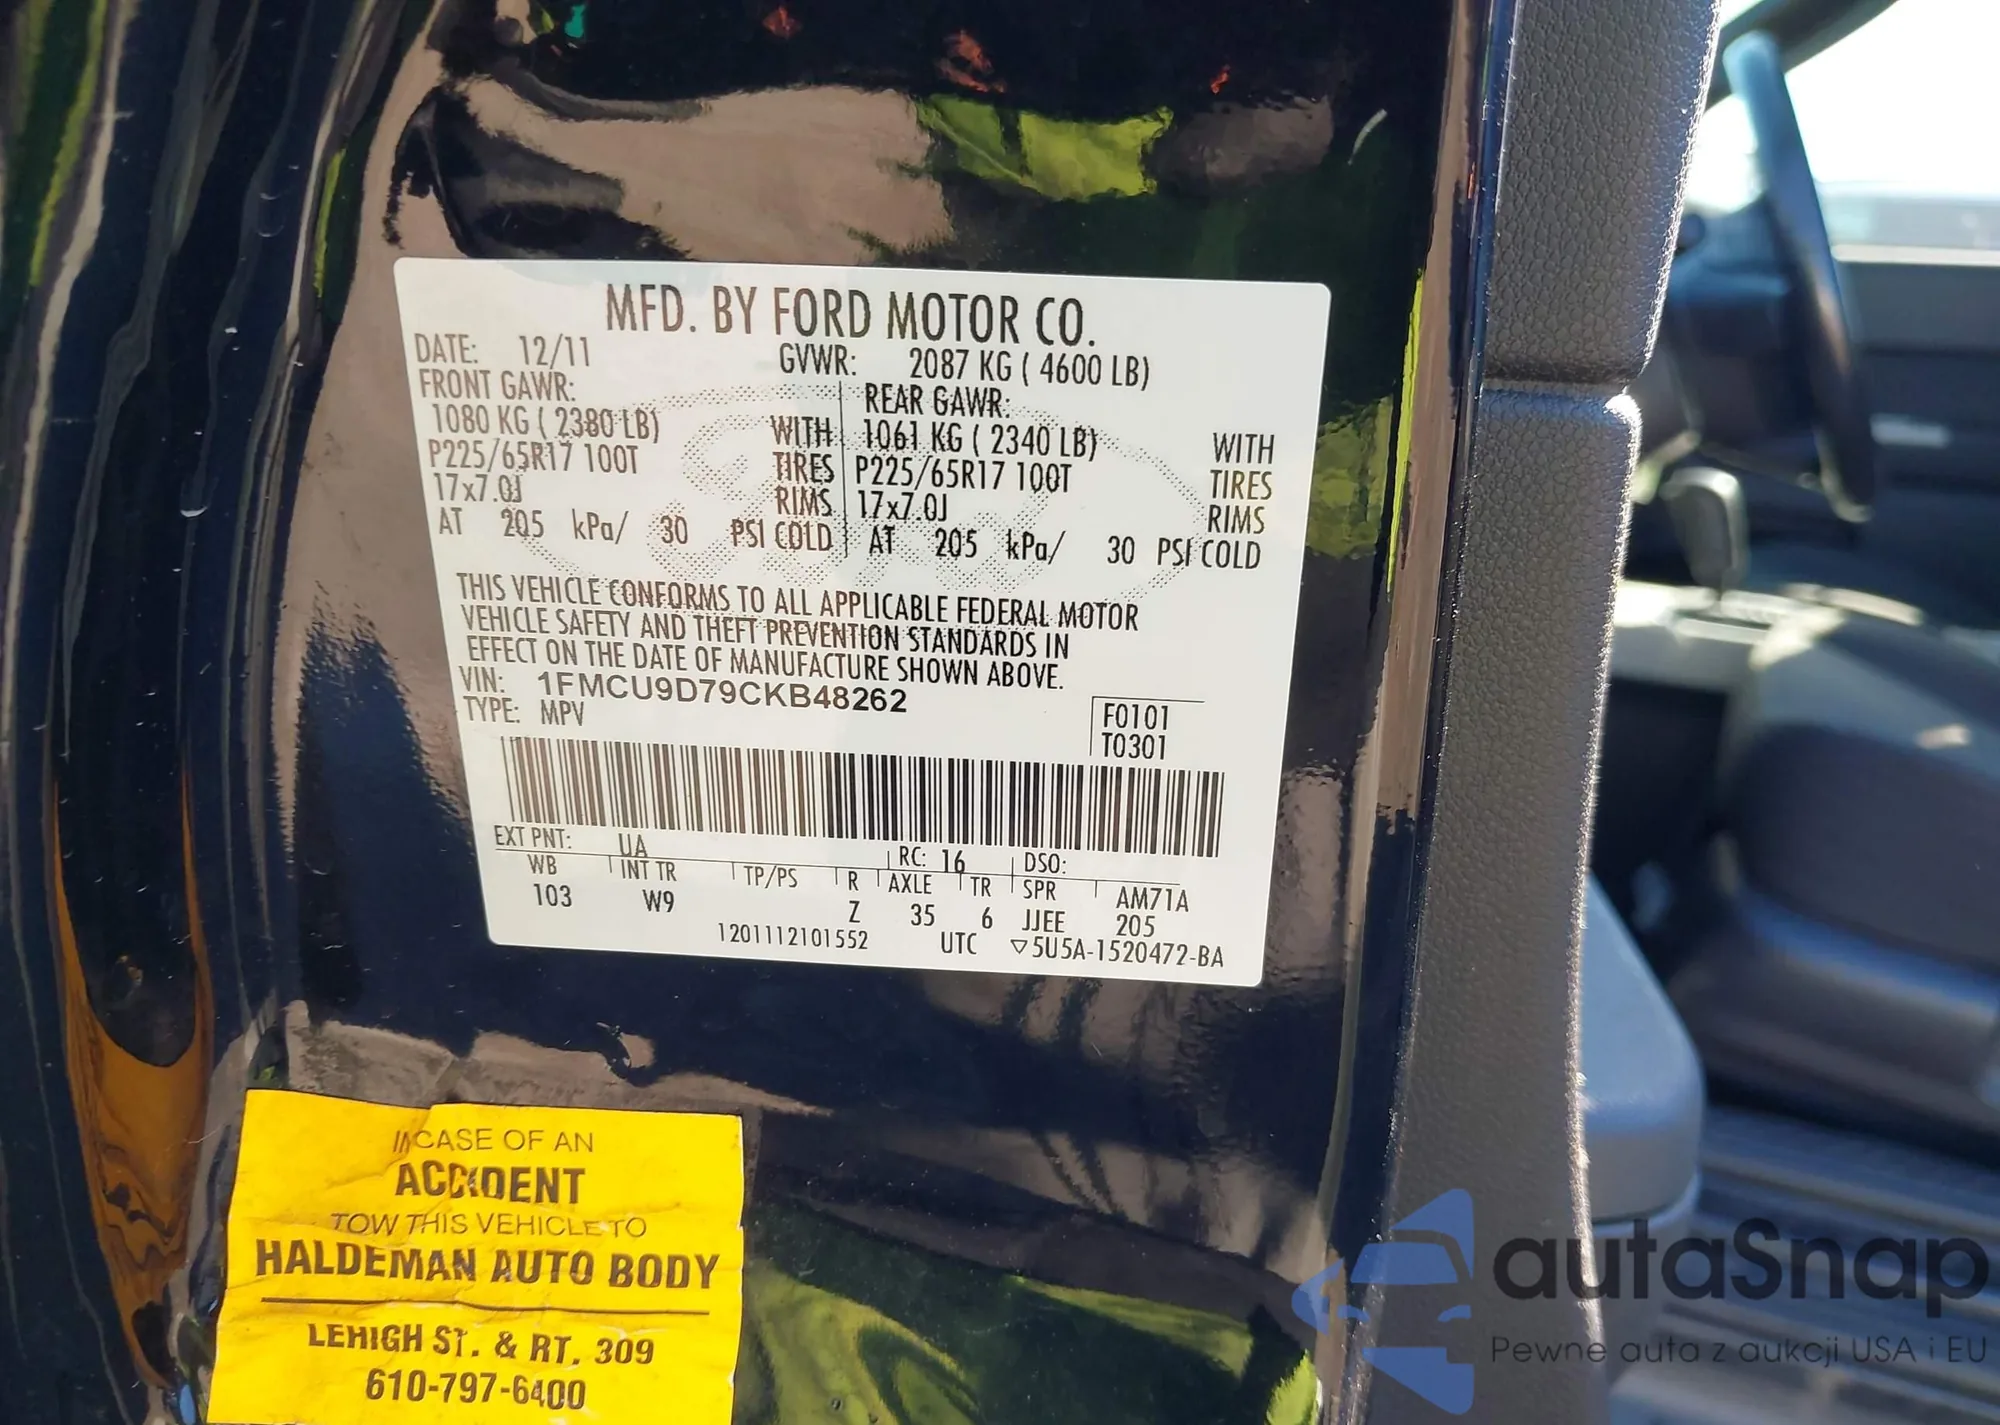 MFD. BY FORD MOTOR CO.
DATE: 12/11 GVWR: 2087 KG ( 4600 LB)
FRONT GAWR: REAR GAWR:
1080 KG ( 2380 LB) WITH 1061 KG ( 2340 LB) WITH
P225/65R17 100T TIRES P225/65R17 100T TIRES
17x7.0J RIMS 17x7.0J RIMS
AT 205 kPa/ 30 PSI COLD AT 205 kPa/ 30 PSI COLD
THIS VEHICLE CONFORMS TO ALL APPLICABLE FEDERAL MOTOR
VEHICLE SAFETY AND THEFT PREVENTION STANDARDS IN
EFFECT ON THE DATE OF MANUFACTURE SHOWN ABOVE.
VIN: 1FMCU9D79CKB48262
TYPE: MPV F0101
T0301
EXT PNT: UA RC: 16 DSO:
WB INT TR TP/PS R AXLE TR SPR AM71A
103 W9 Z 35 6 JJEE 205
1201112101552 UTC ▽5U5A-1520472-BA
IN CASE OF AN
ACCIDENT
TOW THIS VEHICLE TO
HALDEMAN AUTO BODY
LEHIGH ST. & RT. 309
610-797-6400
autaSnap
Pewne auta z aukcji USA i EU